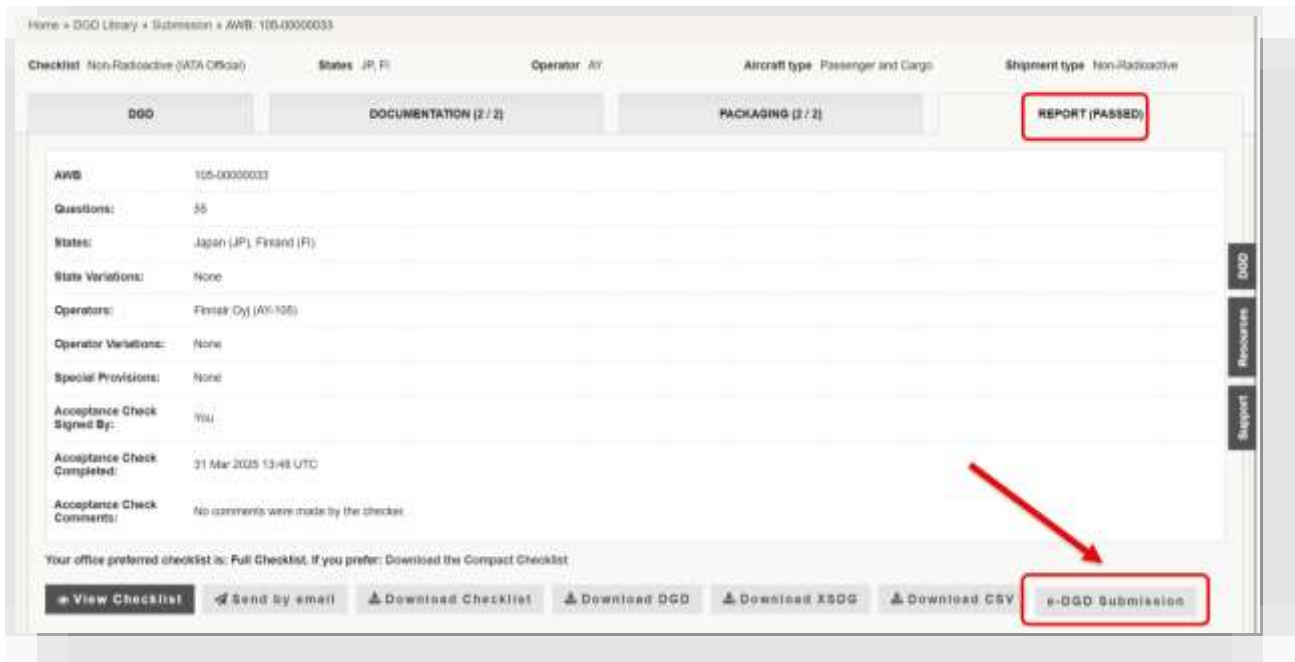 Home » DGD Library » Submission » AWB: 105-00000033
Checklist Non-Radioactive (IATA Official) States JP, FI Operator AY Aircraft type Passenger and Cargo Shipment type Non-Radioactive
DGD DOCUMENTATION (2 / 2) PACKAGING (2 / 2) REPORT (PASSED)
AWB 105-00000033
Questions: 55
States: Japan (JP), Finland (FI)
State Variations: None
Operators: Finnair Oyj (AY-105)
Operator Variations: None
Special Provisions: None
Acceptance Check
Signed By: You
Acceptance Check
Completed: 31 Mar 2025 13:48 UTC
Acceptance Check
Comments: No comments were made by the checker.
Your office preferred checklist is: Full Checklist. If you prefer: Download the Compact Checklist
View Checklist Send by email Download Checklist Download DGD Download XSDG Download CSV e-DGD Submission
DGD
Resources
Support